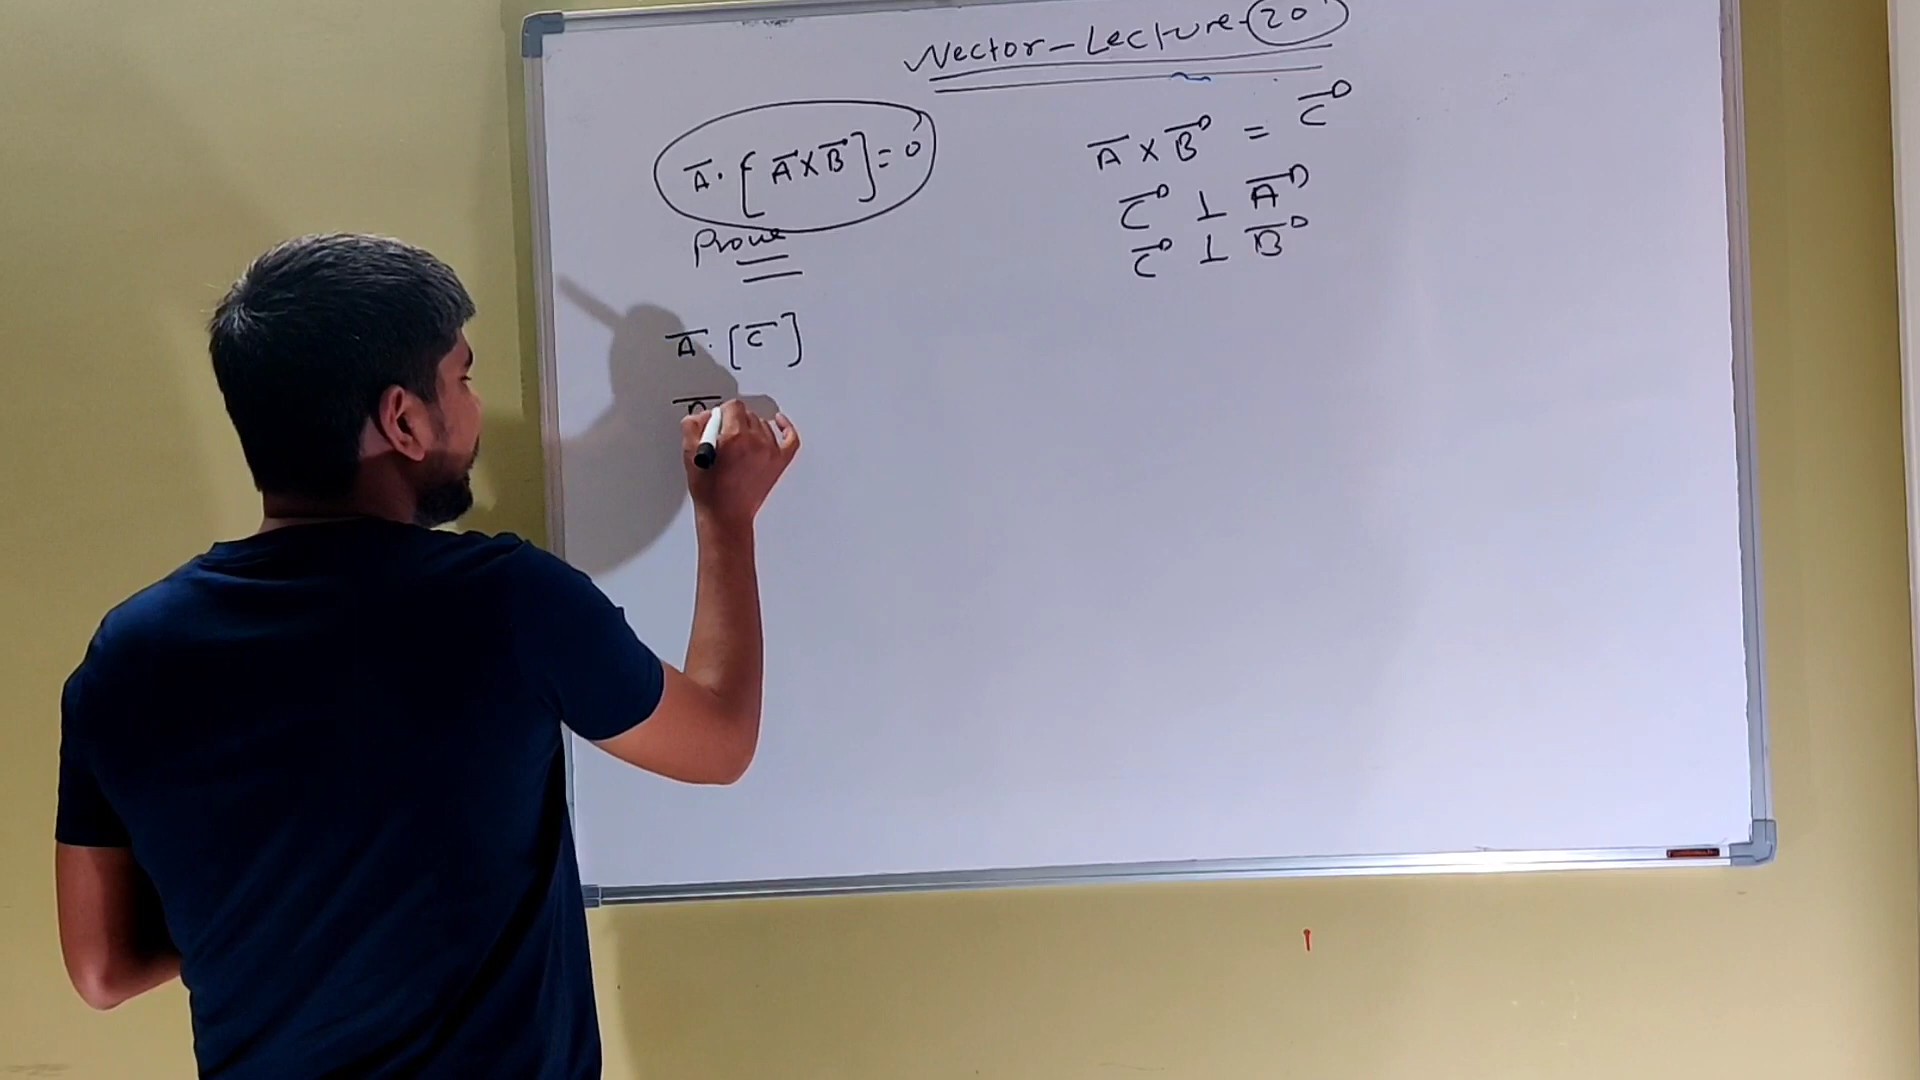 Vector - Lecture - 20
A⃗ · [A⃗ × B⃗] = 0
Prove
A⃗ · [C⃗]
A⃗ × B⃗ = C⃗
C⃗ ⊥ A⃗
C⃗ ⊥ B⃗